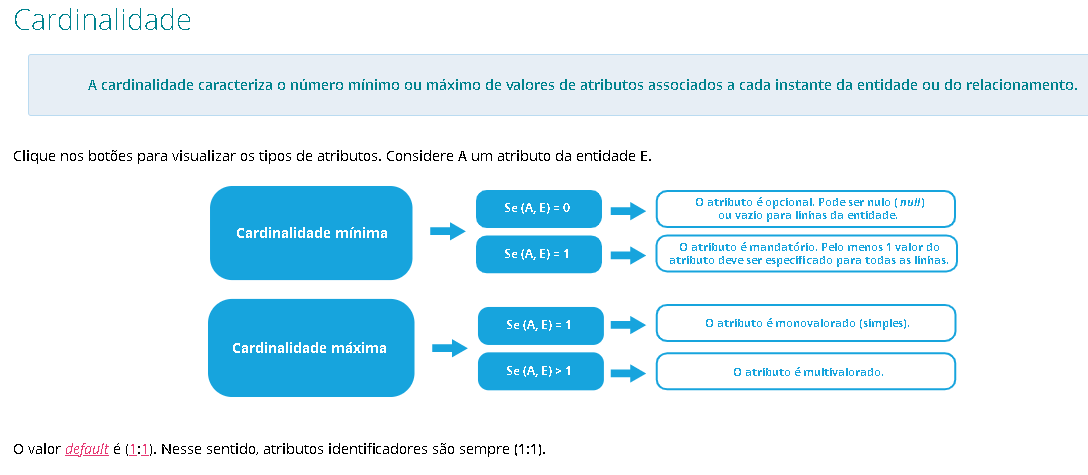 Cardinalidade
A cardinalidade caracteriza o número mínimo ou máximo de valores de atributos associados a cada instante da entidade ou do relacionamento.
Clique nos botões para visualizar os tipos de atributos. Considere A um atributo da entidade E.
Cardinalidade mínima
Se (A, E) = 0
O atributo é opcional. Pode ser nulo ( null)
ou vazio para linhas da entidade.
Se (A, E) = 1
O atributo é mandatório. Pelo menos 1 valor do
atributo deve ser especificado para todas as linhas.
Cardinalidade máxima
Se (A, E) = 1
O atributo é monovalorado (simples).
Se (A, E) > 1
O atributo é multivalorado.
O valor default é (1:1). Nesse sentido, atributos identificadores são sempre (1:1).